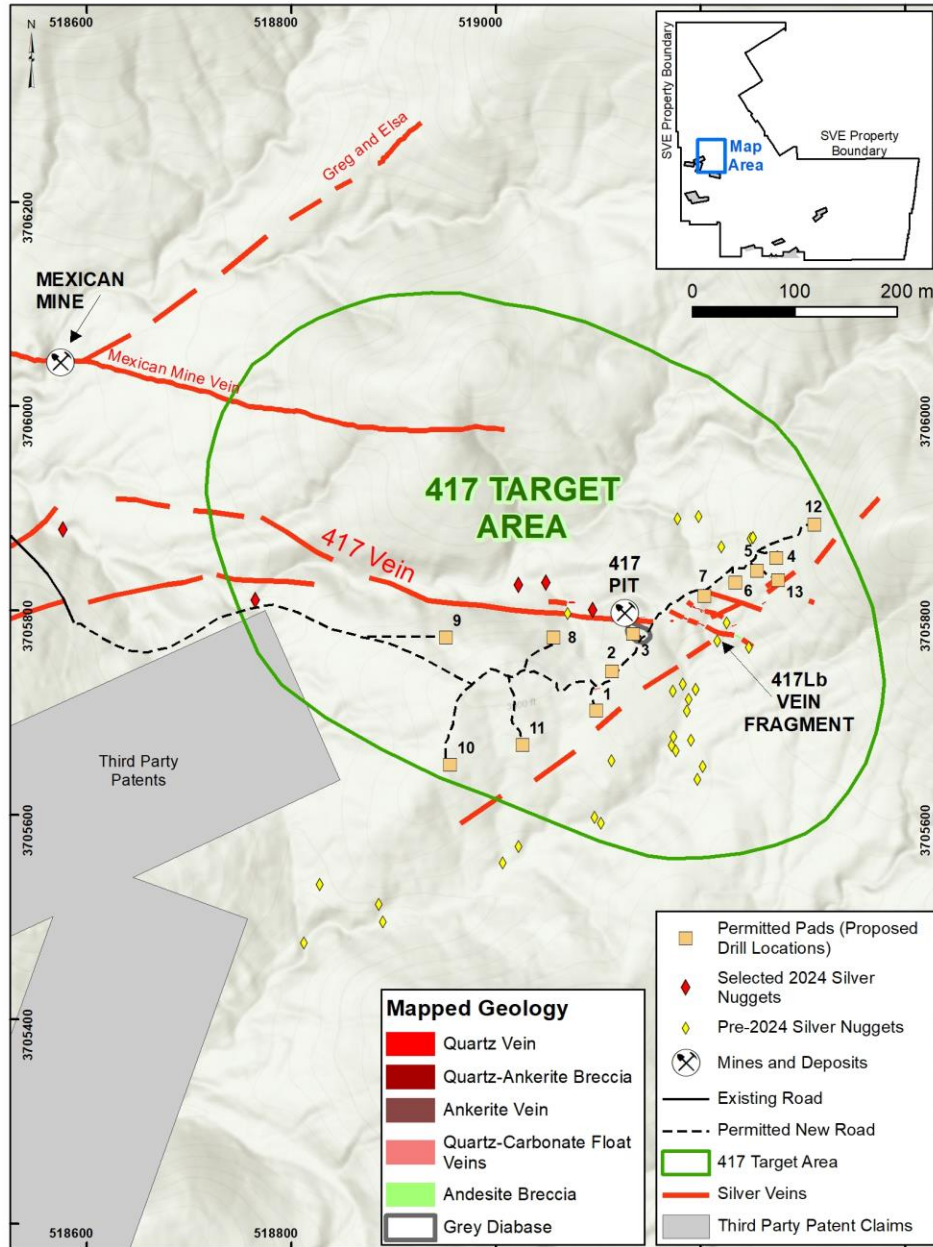 518600
518800
519000
N
3706200
3706000
3705800
3705600
3705400
3706000
3705800
3705600
SVE Property Boundary
SVE Property
Boundary
Map
Area
0 100 200 m
Greg and Elsa
MEXICAN
MINE
Mexican Mine Vein
417 TARGET
AREA
417 Vein
417
PIT
12
5
4
7
6
13
9
8
3
2
1
11
10
417Lb
VEIN
FRAGMENT
Third Party
Patents
Mapped Geology
Quartz Vein
Quartz-Ankerite Breccia
Ankerite Vein
Quartz-Carbonate Float
Veins
Andesite Breccia
Grey Diabase
Permitted Pads (Proposed
Drill Locations)
Selected 2024 Silver
Nuggets
Pre-2024 Silver Nuggets
Mines and Deposits
Existing Road
Permitted New Road
417 Target Area
Silver Veins
Third Party Patent Claims
518600
518800
519000